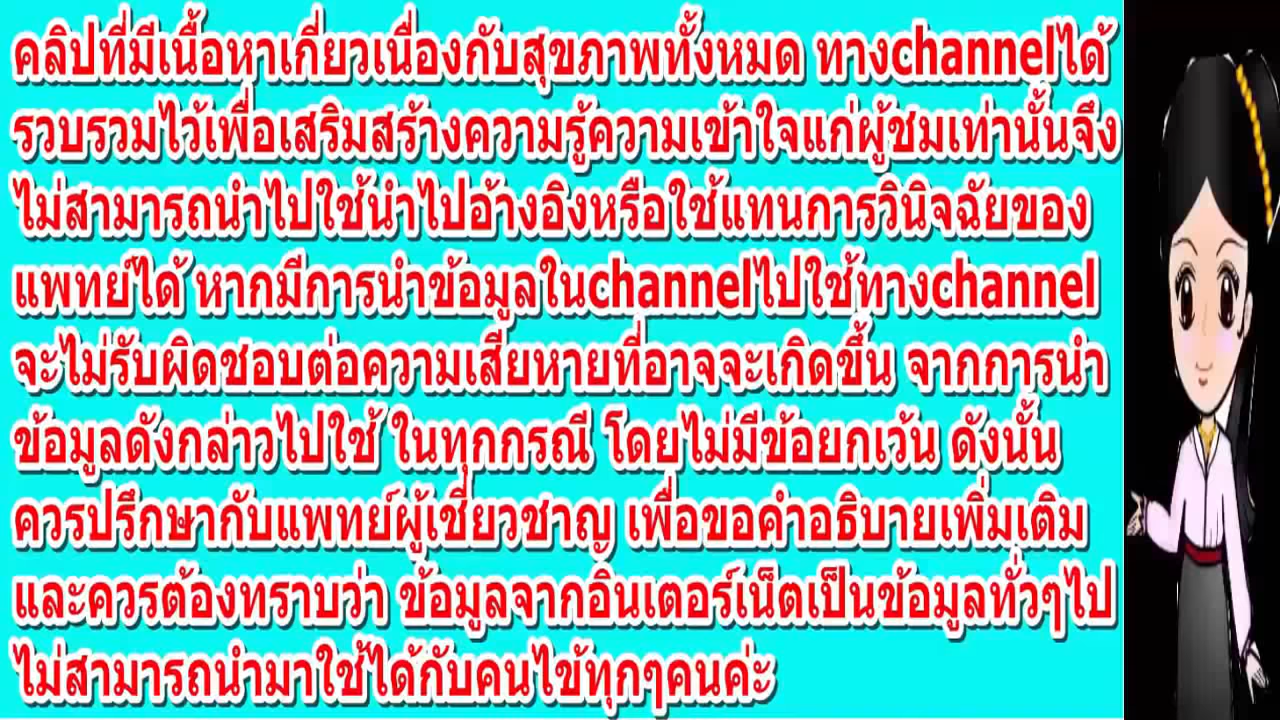 คลิปที่มีเนื้อหาเกี่ยวเนื่องกับสุขภาพทั้งหมด ทางchannelได้
รวบรวมไว้เพื่อเสริมสร้างความรู้ความเข้าใจแก่ผู้ชมเท่านั้นจึง
ไม่สามารถนำไปใช้นำไปอ้างอิงหรือใช้แทนการวินิจฉัยของ
แพทย์ได้ หากมีการนำข้อมูลในchannelไปใช้ทางchannel
จะไม่รับผิดชอบต่อความเสียหายที่อาจจะเกิดขึ้น จากการนำ
ข้อมูลดังกล่าวไปใช้ ในทุกกรณี โดยไม่มีข้อยกเว้น ดังนั้น
ควรปรึกษากับแพทย์ผู้เชี่ยวชาญ เพื่อขอคำอธิบายเพิ่มเติม
และควรต้องทราบว่า ข้อมูลจากอินเตอร์เน็ตเป็นข้อมูลทั่วๆไป
ไม่สามารถนำมาใช้ได้กับคนไข้ทุกๆคนค่ะ